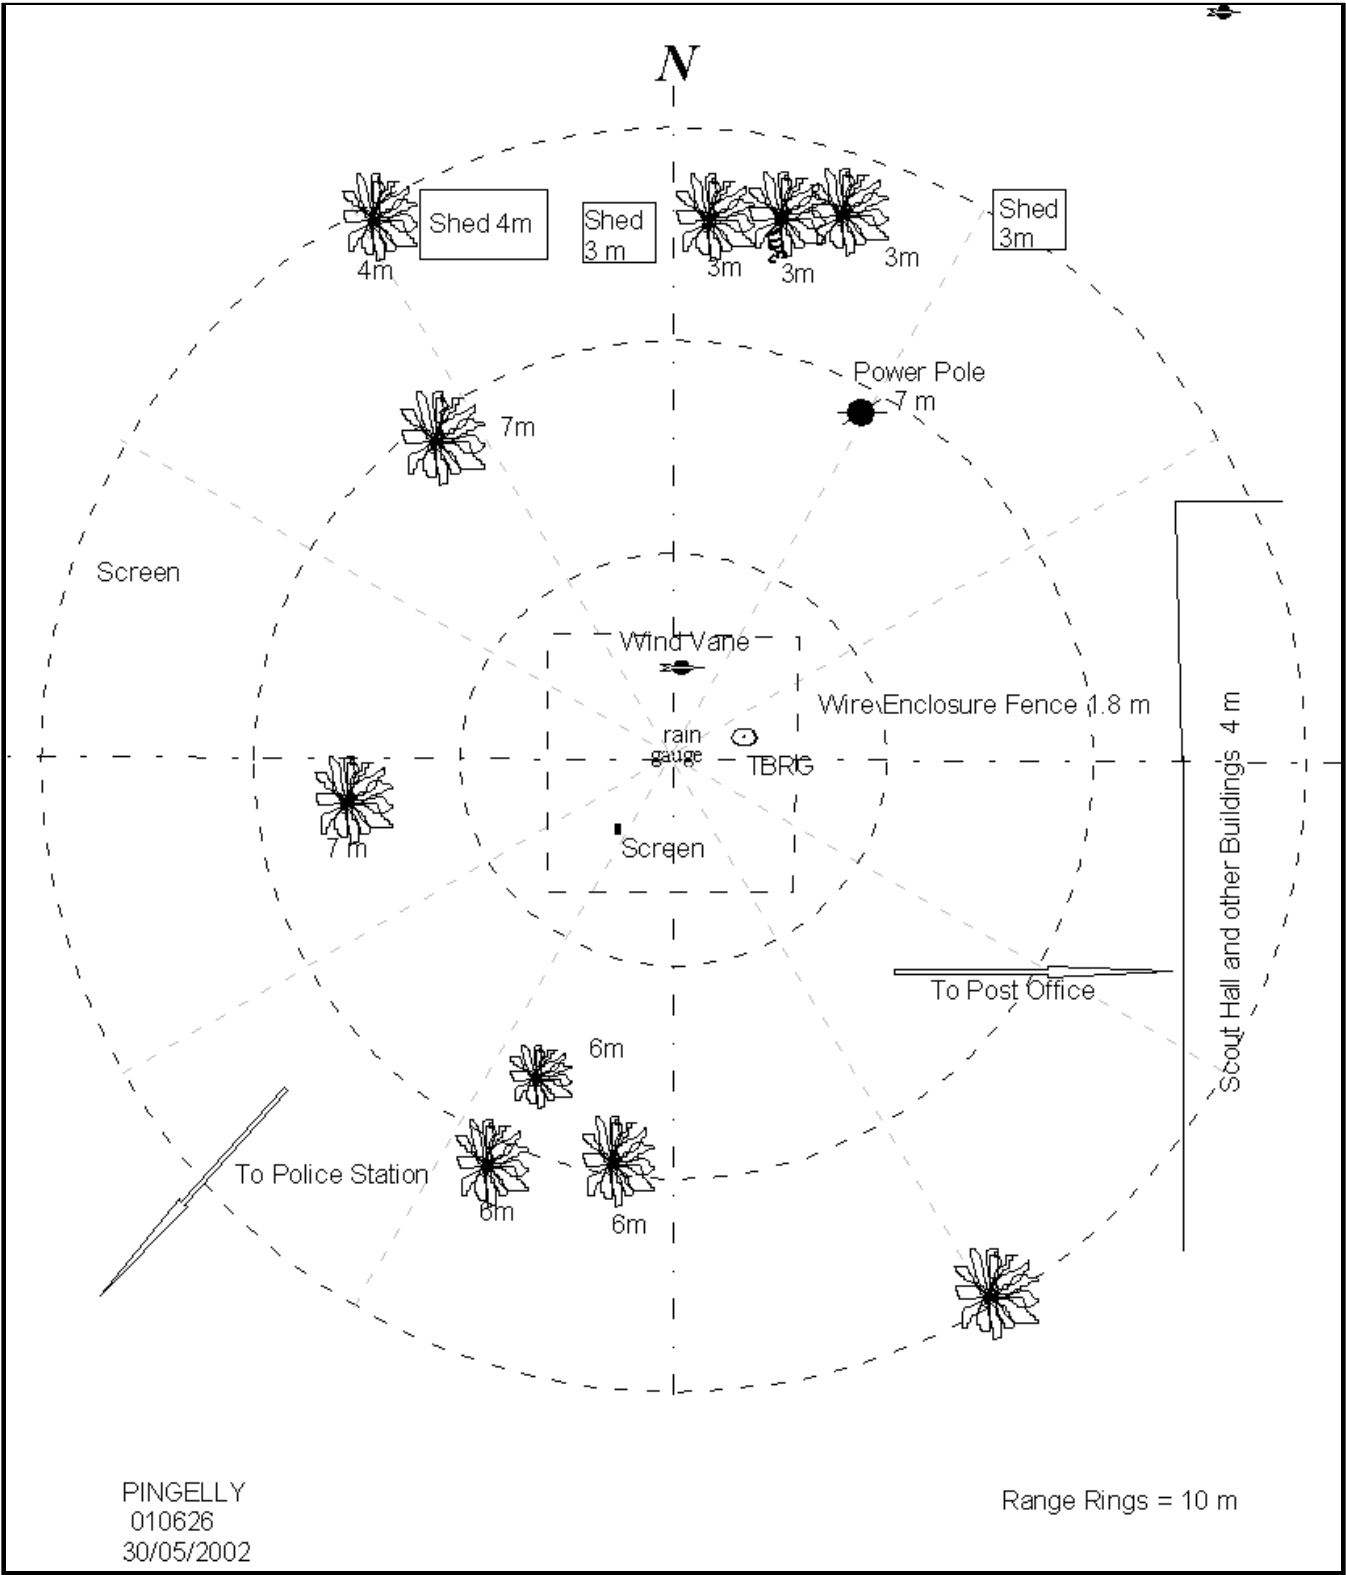 N
Shed 4m
Shed
3 m
Shed
3m
4m
3m
3m
3m
Power Pole
7 m
7m
Screen
Wind Vane
Wire Enclosure Fence 1.8 m
rain
gauge
TBRG
Screen
7 m
Scout Hall and other Buildings 4 m
To Post Office
6m
To Police Station
6m
6m
PINGELLY
010626
30/05/2002
Range Rings = 10 m